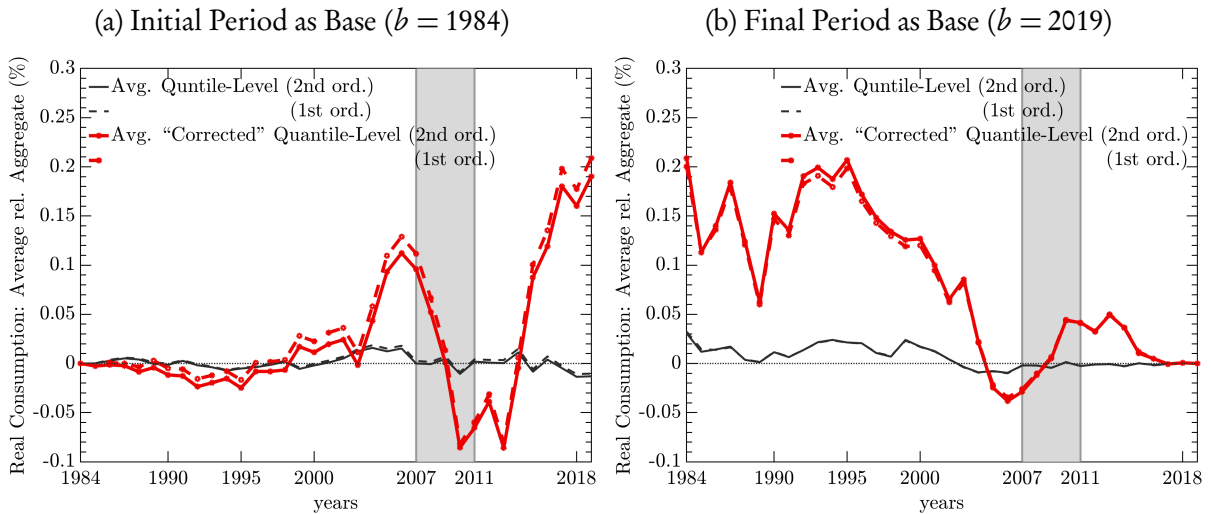 (a) Initial Period as Base (b = 1984)
Real Consumption: Average rel. Aggregate (%)
0.3
0.25
0.2
0.15
0.1
0.05
0
-0.05
-0.1
Avg. Quntile-Level (2nd ord.)
(1st ord.)
Avg. “Corrected” Quantile-Level (2nd ord.)
(1st ord.)
1984 1990 1995 2000 2007 2011 2018
years
(b) Final Period as Base (b = 2019)
Real Consumption: Average rel. Aggregate (%)
0.3
0.25
0.2
0.15
0.1
0.05
0
-0.05
-0.1
Avg. Quntile-Level (2nd ord.)
(1st ord.)
Avg. “Corrected” Quantile-Level (2nd ord.)
(1st ord.)
1984 1990 1995 2000 2007 2011 2018
years